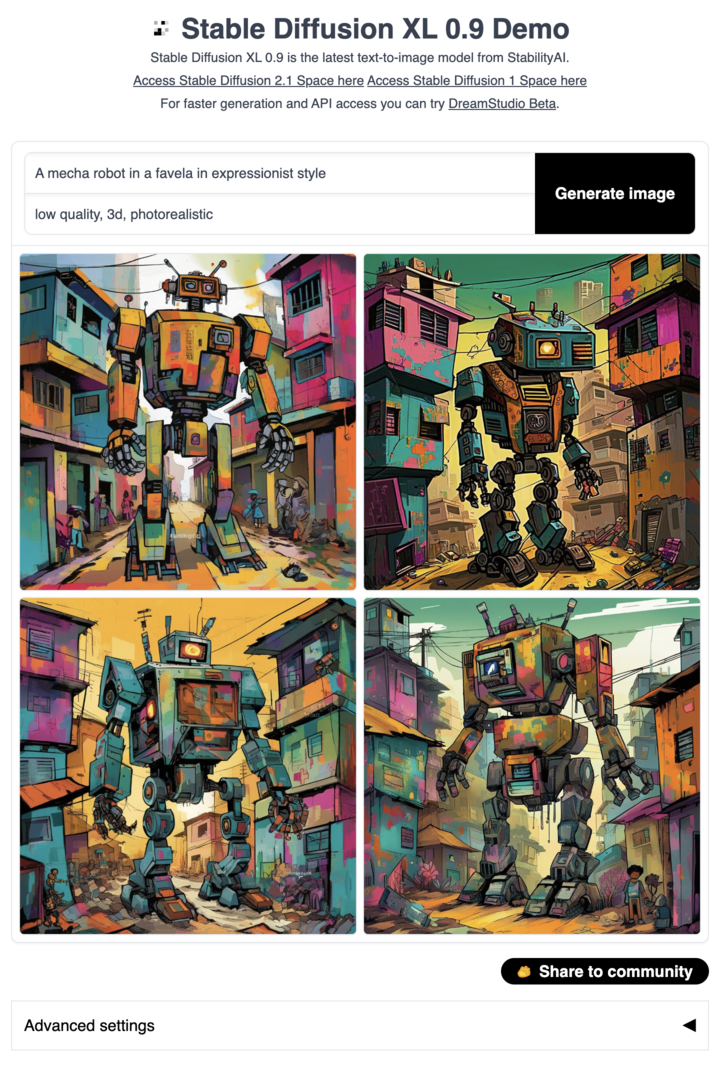 Stable Diffusion XL 0.9 Demo
Stable Diffusion XL 0.9 is the latest text-to-image model from StabilityAI.
Access Stable Diffusion 2.1 Space here Access Stable Diffusion 1 Space here
For faster generation and API access you can try DreamStudio Beta.
A mecha robot in a favela in expressionist style
Generate image
low quality, 3d, photorealistic
Share to community
Advanced settings